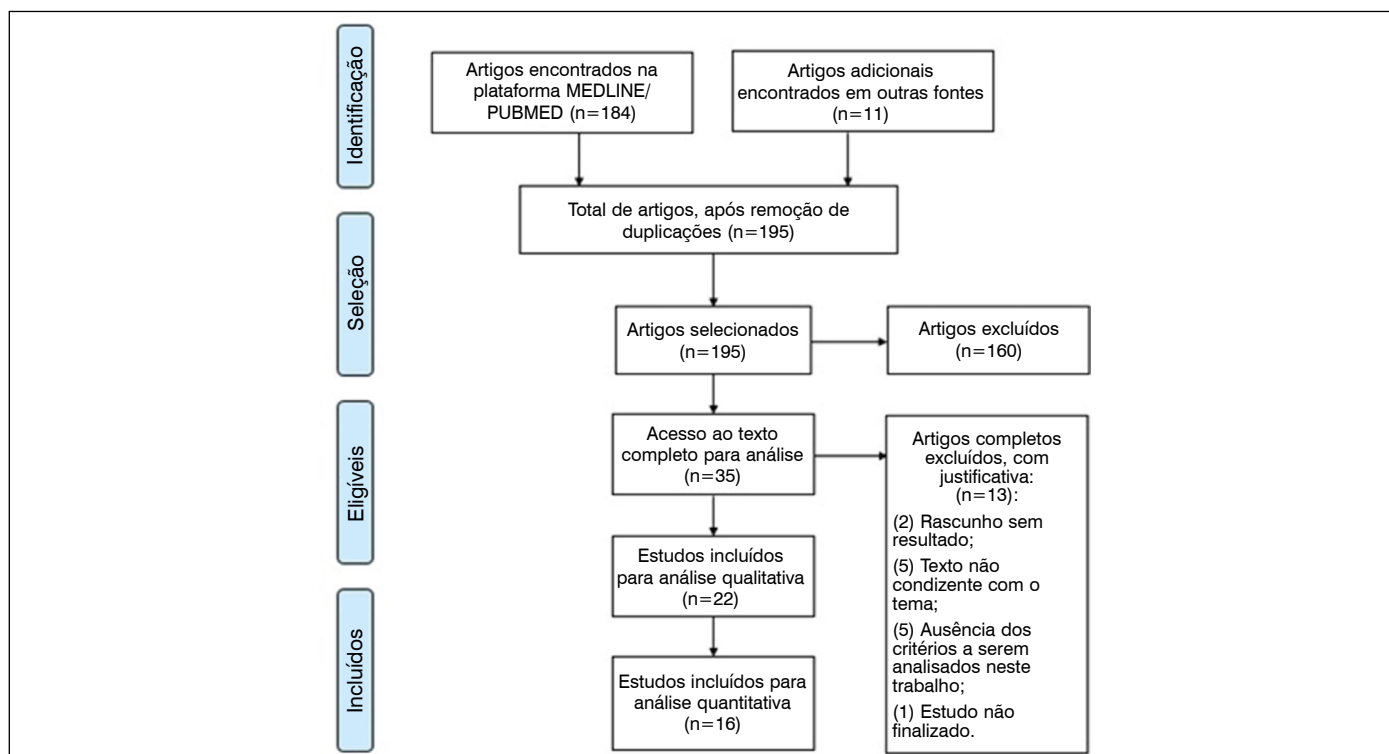 Identificação
Artigos encontrados na
plataforma MEDLINE/
PUBMED (n=184)
Artigos adicionais
encontrados em outras fontes
(n=11)
Total de artigos, após remoção de
duplicações (n=195)
Seleção
Artigos selecionados
(n=195)
Artigos excluídos
(n=160)
Elegíveis
Acesso ao texto
completo para análise
(n=35)
Artigos completos
excluídos, com
justificativa:
(n=13):
(2) Rascunho sem
resultado;
(5) Texto não
condizente com o
tema;
(5) Ausência dos
critérios a serem
analisados neste
trabalho;
(1) Estudo não
finalizado.
Estudos incluídos
para análise qualitativa
(n=22)
Incluídos
Estudos incluídos para
análise quantitativa
(n=16)